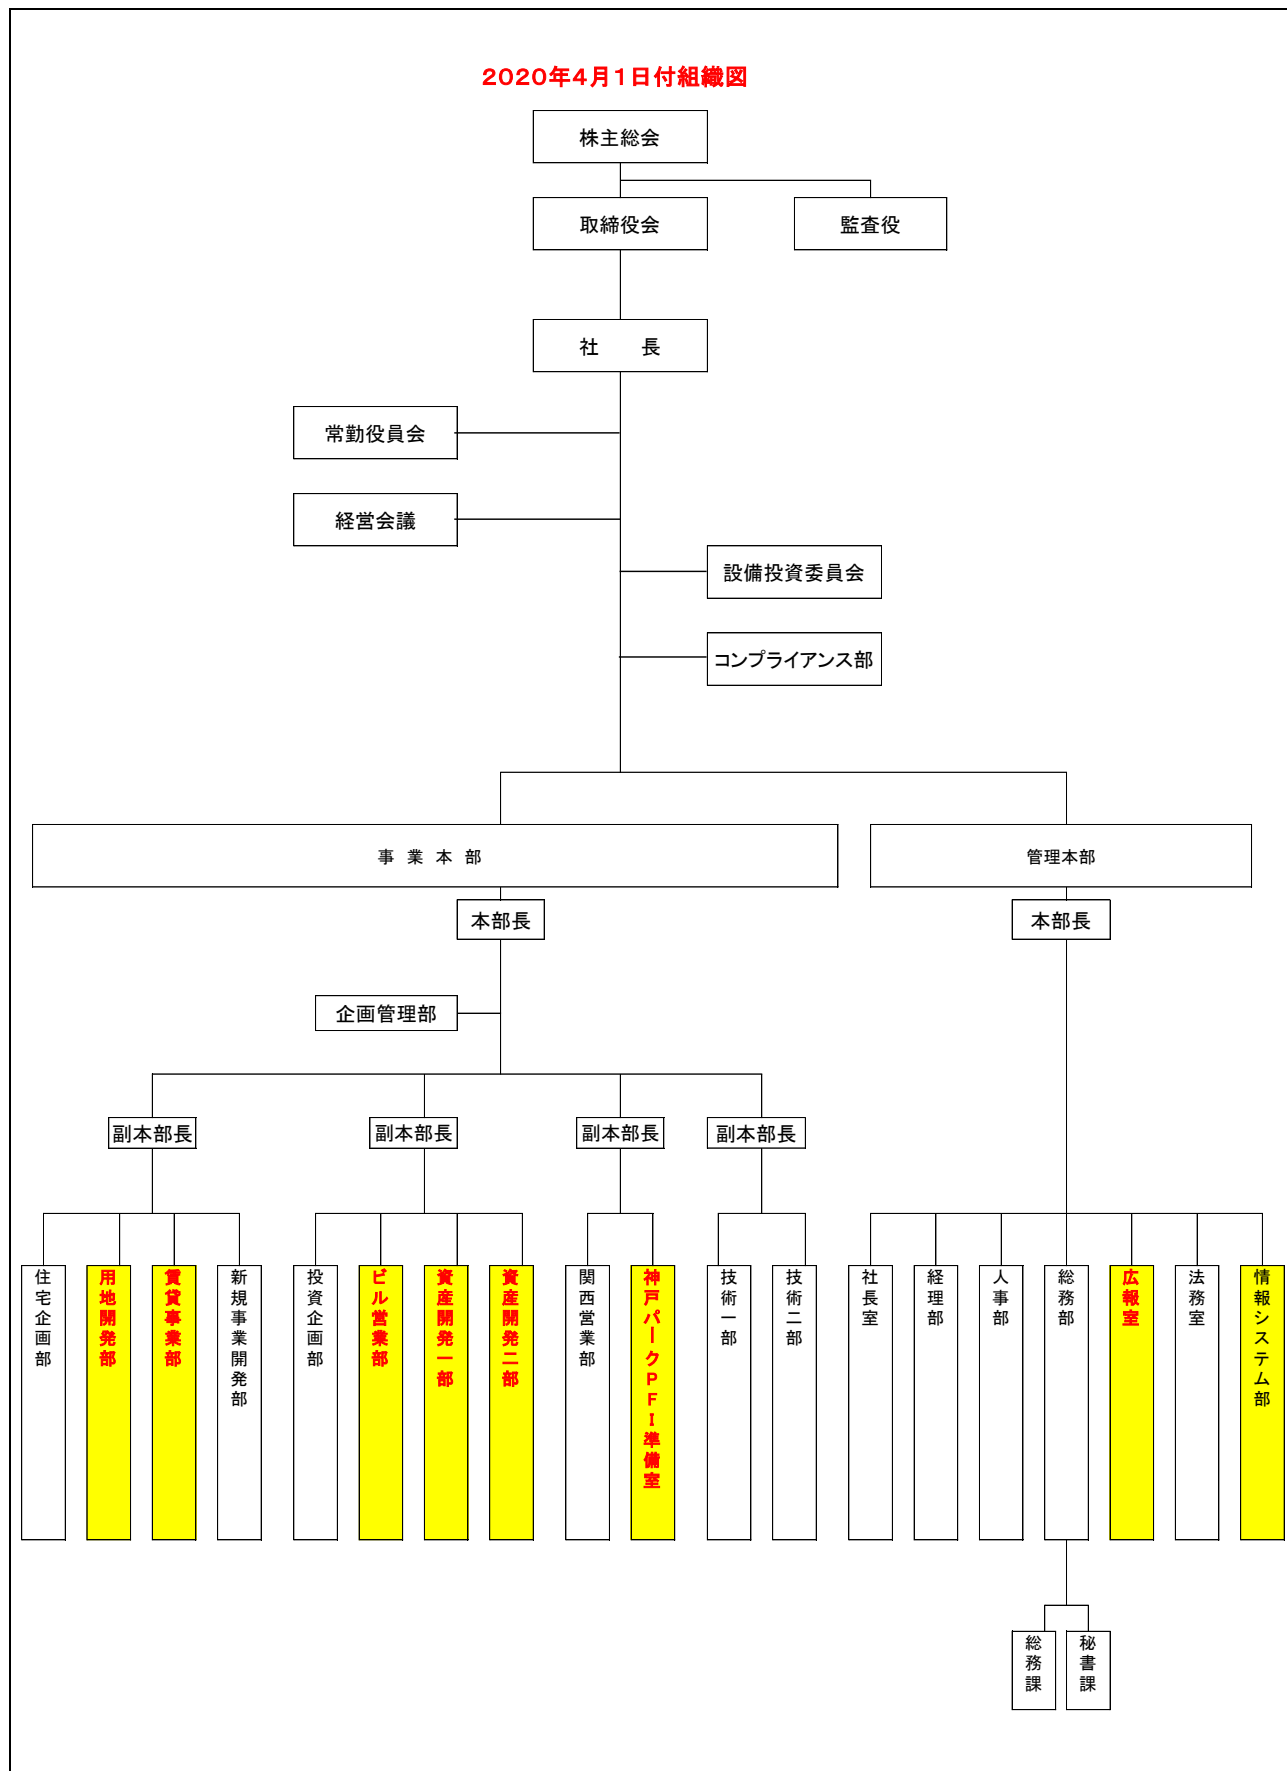 2020年4月1日付組織図
株主総会
取締役会
監査役
社　　長
常勤役員会
経営会議
設備投資委員会
コンプライアンス部
事 業 本 部
管理本部
本部長
本部長
企画管理部
副本部長
副本部長
副本部長
副本部長
住宅企画部
用地開発部
賃貸事業部
新規事業開発部
投資企画部
ビル営業部
資産開発一部
資産開発二部
関西営業部
神戸パークPFI準備室
技術一部
技術二部
社長室
経理部
人事部
総務部
広報室
法務室
情報システム部
総務課
秘書課